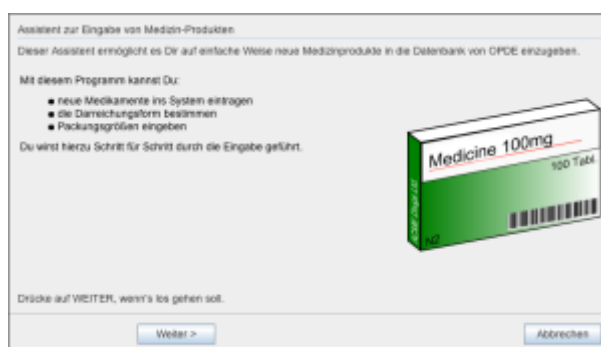 Assistent zur Eingabe von Medizin-Produkten
Dieser Assistent ermöglicht es Dir auf einfache Weise neue Medizinprodukte in die Datenbank von OPDE einzugeben.
Mit diesem Programm kannst Du:
● neue Medikamente ins System eintragen
● die Darreichungsform bestimmen
● Packungsgrößen eingeben
Du wirst hierzu Schritt für Schritt durch die Eingabe geführt.
Medicine 100mg
100 Tabl.
N2
Drücke auf WEITER, wenn's los gehen soll.
Weiter >
Abbrechen